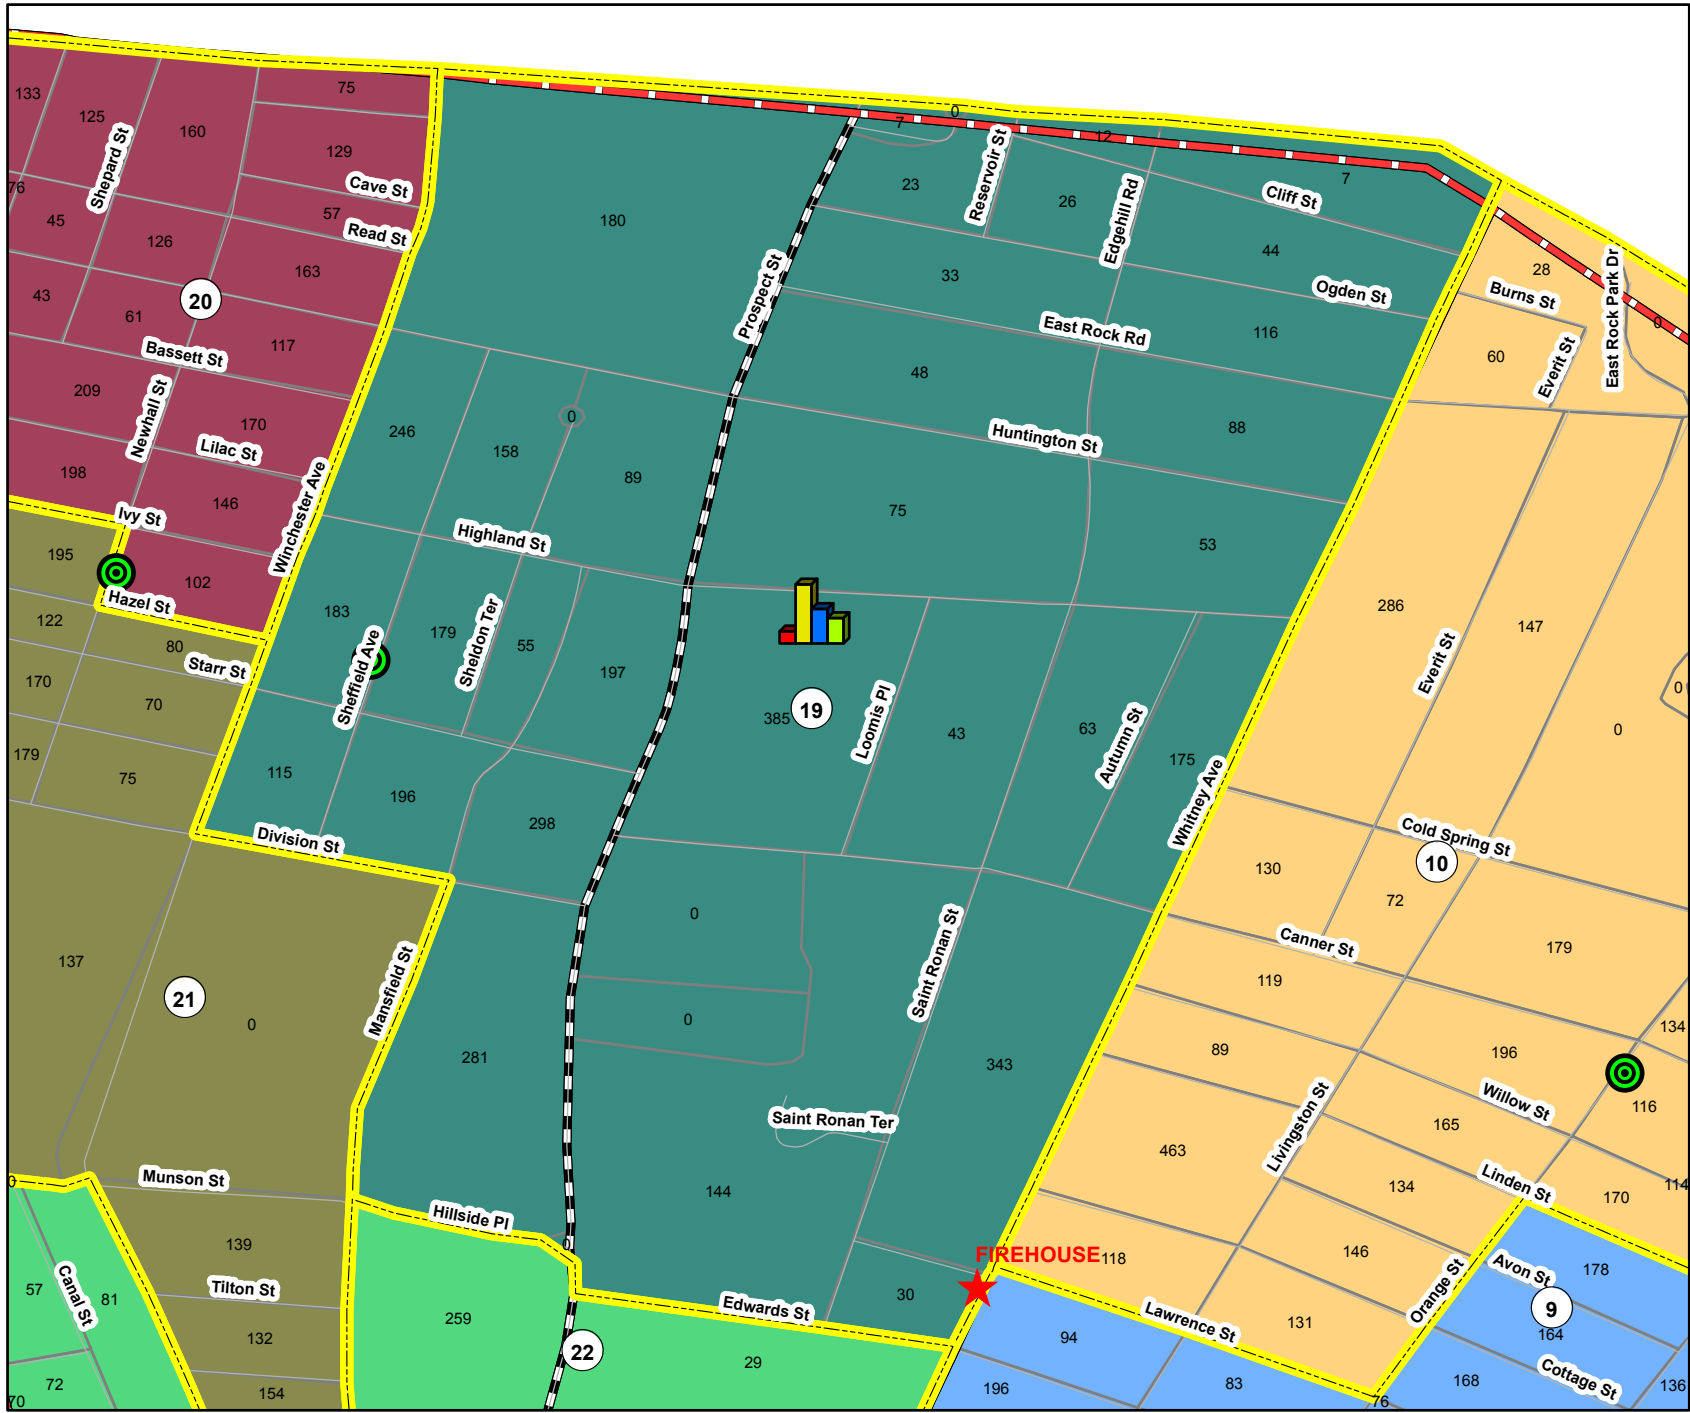 0
7
12
75
133
125
160
129
Shepard St
Cave St
76
45
126
57
Read St
163
43
20
61
117
Bassett St
209
Newhall St
170
Lilac St
198
146
Ivy St
Winchester Ave
195
102
Hazel St
122
80
Starr St
170
70
179
75
180
Prospect St
23
Reservoir St
26
Edgehill Rd
Cliff St
7
44
33
Ogden St
East Rock Rd
116
48
88
Huntington St
75
53
246
158
0
89
Highland St
183
179
Sheldon Ter
55
197
Sheffield Ave
385
19
Loomis Pl
43
63
Autumn St
175
Whitney Ave
115
196
298
Division St
28
Burns St
East Rock Park Dr
0
60
Everit St
286
147
Everit St
0
0
Cold Spring St
10
130
72
Canner St
179
119
134
89
196
Willow St
116
Livingston St
165
463
134
Linden St
170
114
137
21
0
Mansfield St
281
0
0
Saint Ronan St
343
Saint Ronan Ter
144
0
Munson St
139
Tilton St
132
154
57
Canal St
81
72
70
Hillside Pl
0
259
22
Edwards St
29
30
FIREHOUSE
118
146
Lawrence St
131
Orange St
Avon St
178
9
164
Cottage St
94
196
83
76
168
136